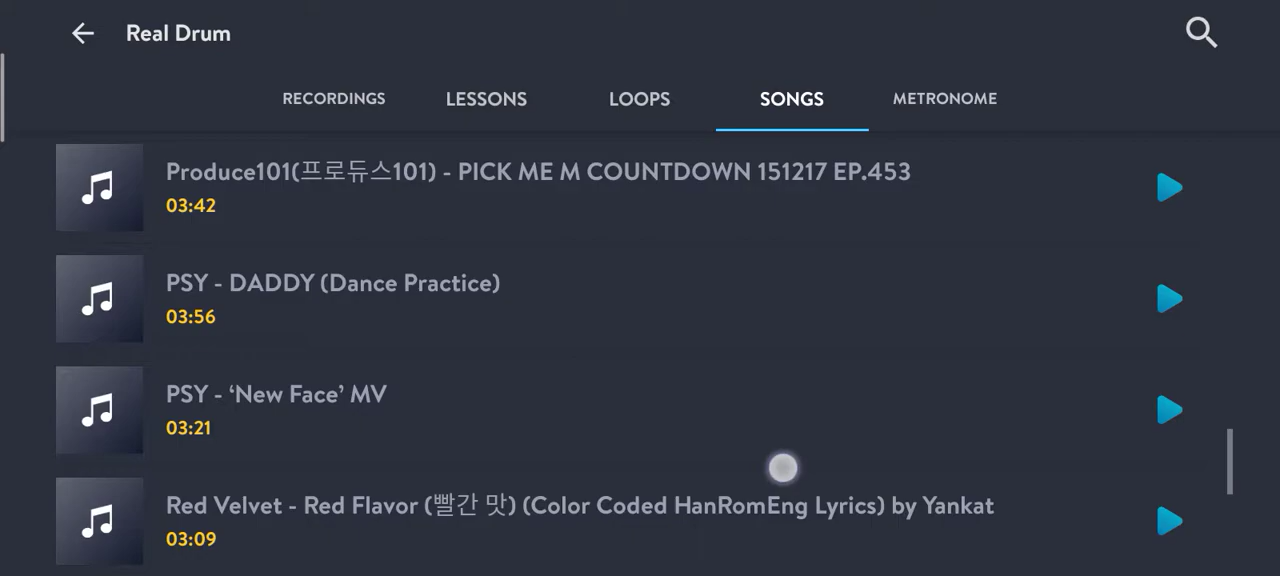 Real Drum
RECORDINGS LESSONS LOOPS SONGS METRONOME
Produce101(프로듀스101) - PICK ME M COUNTDOWN 151217 EP.453
03:42
PSY - DADDY (Dance Practice)
03:56
PSY - ‘New Face’ MV
03:21
Red Velvet - Red Flavor (빨간 맛) (Color Coded HanRomEng Lyrics) by Yankat
03:09